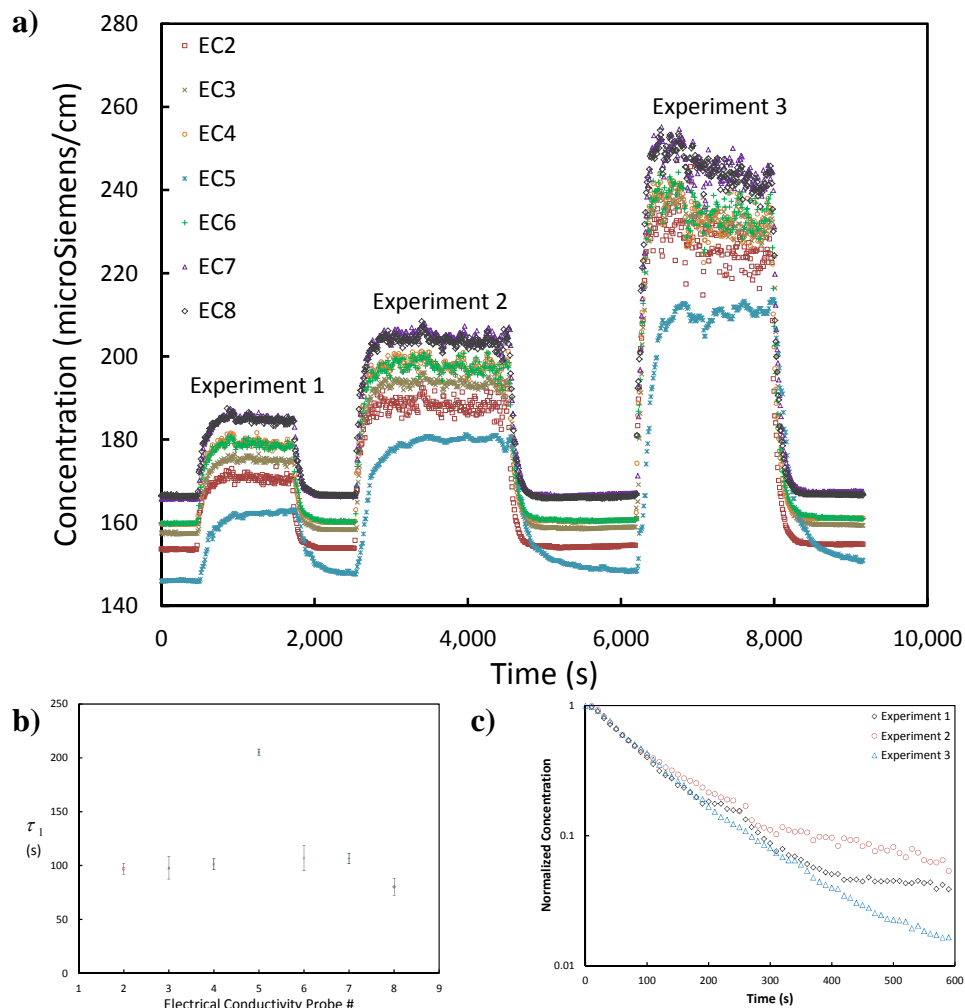 a)
Concentration (microSiemens/cm)
280
260
240
220
200
180
160
140
EC2
EC3
EC4
EC5
EC6
EC7
EC8
Experiment 1
Experiment 2
Experiment 3
0
2,000
4,000
6,000
8,000
10,000
Time (s)
b)
250
200
150
100
50
0
τ 1
(s)
1
2
3
4
5
6
7
8
9
Electrical Conductivity Probe #
c)
Normalized Concentration
1
0.1
0.01
Experiment 1
Experiment 2
Experiment 3
0
100
200
300
400
500
600
Time (s)